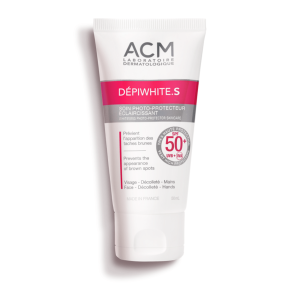 ACM
LABORATOIRE
DERMATOLOGIQUE
DÉPIWHITE.S
SOIN PHOTO-PROTECTEUR
ÉCLAIRCISSANT
Prévient
l'apparition des
taches brunes
Prevents the
appearance
of brown spots
SPF
50+
UVB + UVA
Visage - Décolleté - Mains
Face - Décolleté - Hands